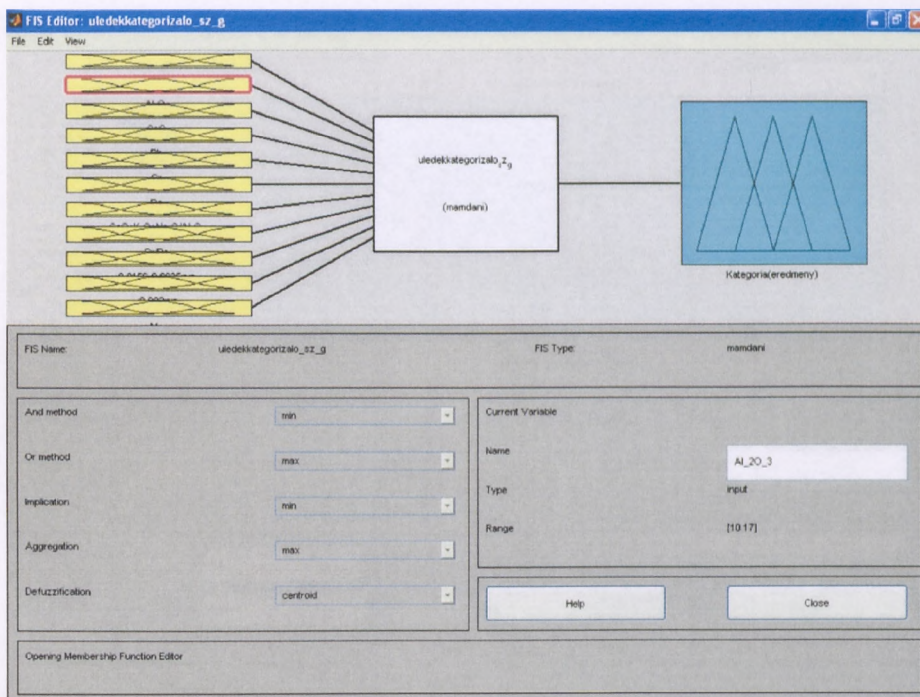 FIS Editor: uledekkategorizalo_sz_g
File Edit View
uledekkategorizalo_sz_g
(mamdani)
Kategoria(eredmeny)
FIS Name: uledekkategorizalo_sz_g FIS Type: mamdani
And method min
Or method max
Implication min
Aggregation max
Defuzzification centroid
Current Variable
Name Al_2O_3
Type input
Range [10 17]
Help Close
Opening Membership Function Editor